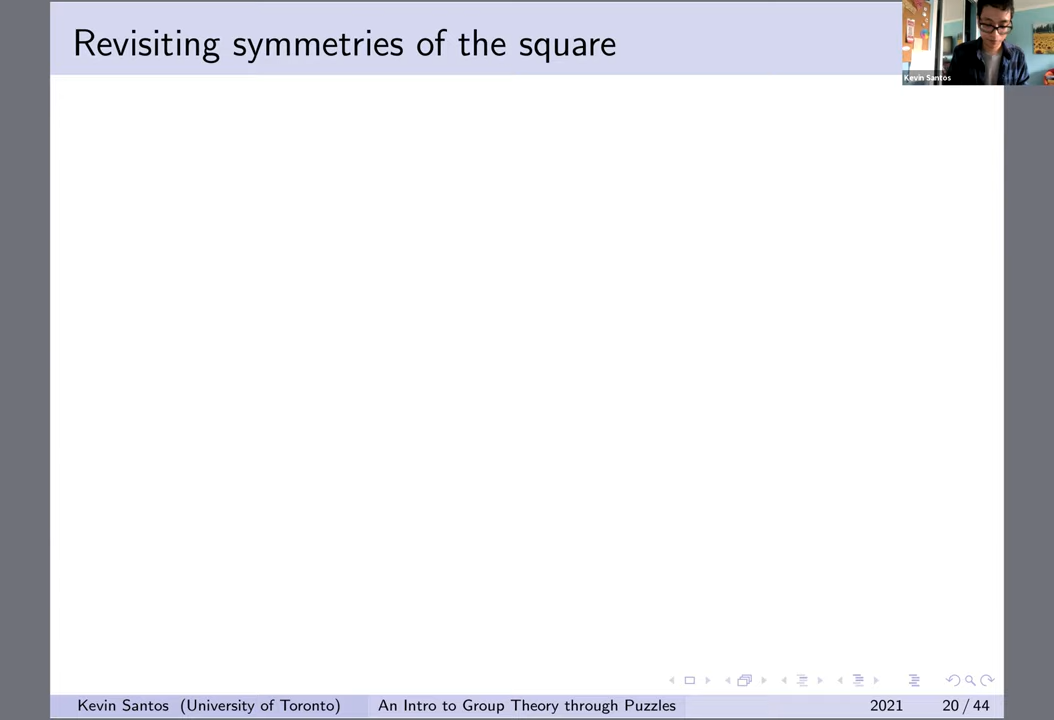 Revisiting symmetries of the square
Kevin Santos
Kevin Santos (University of Toronto)
An Intro to Group Theory through Puzzles
2021
20 / 44